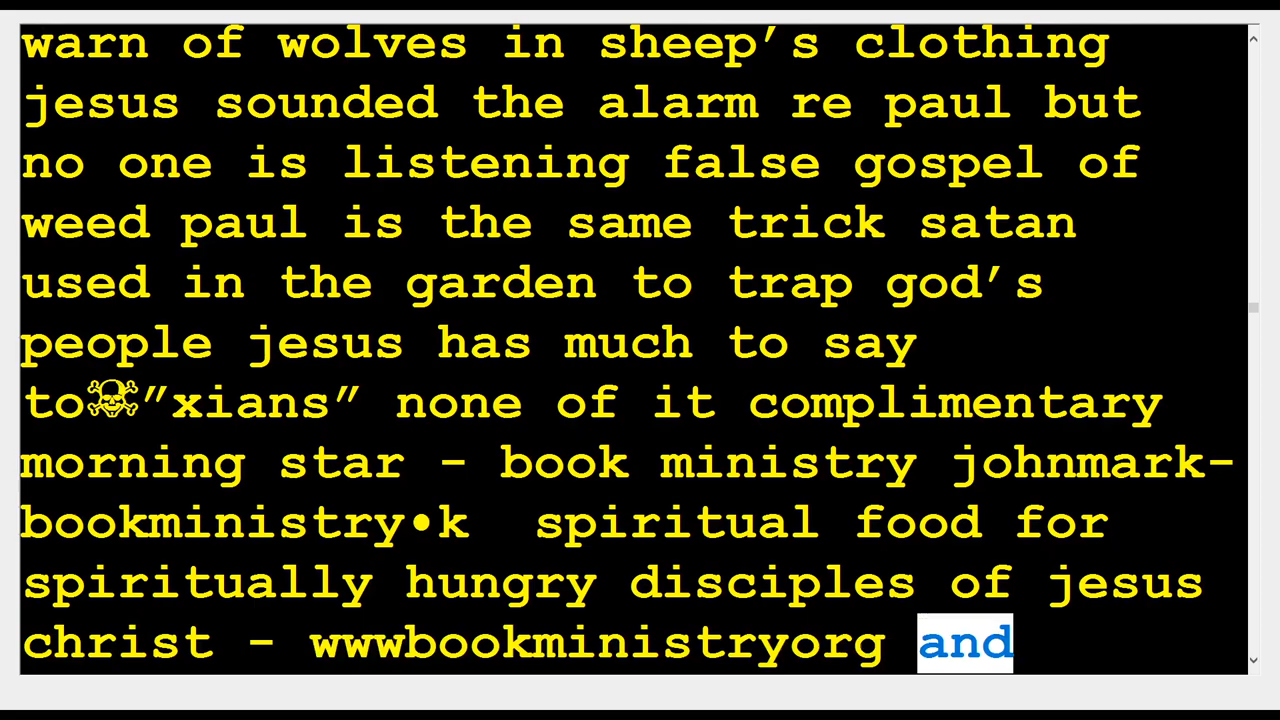 warn of wolves in sheep’s clothing
jesus sounded the alarm re paul but
no one is listening false gospel of
weed paul is the same trick satan
used in the garden to trap god’s
people jesus has much to say
to☠”xians” none of it complimentary
morning star - book ministry johnmark-
bookministry•k  spiritual food for
spiritually hungry disciples of jesus
christ - wwwbookministryorg and